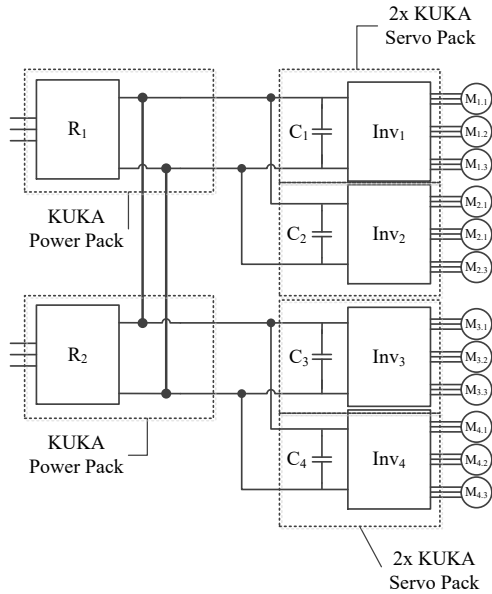 2x KUKA
Servo Pack
R1
C1
Inv1
M1.1
M1.2
M1.3
KUKA
Power Pack
C2
Inv2
M2.1
M2.1
M2.3
R2
C3
Inv3
M3.1
M3.2
M3.3
KUKA
Power Pack
C4
Inv4
M4.1
M4.2
M4.3
2x KUKA
Servo Pack